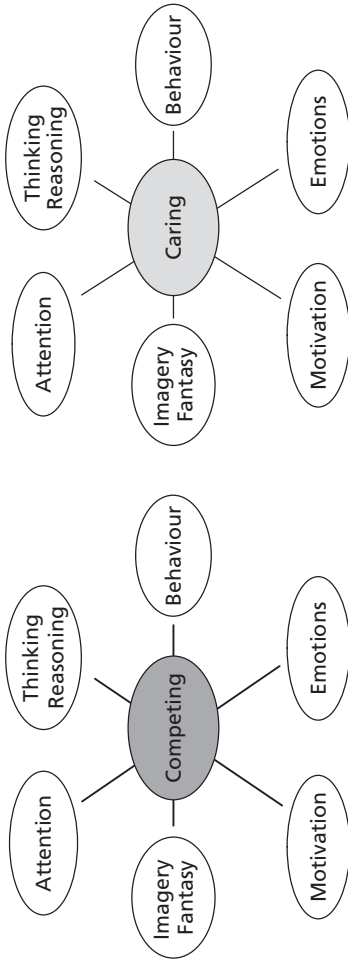 Attention
Thinking
Reasoning
Imagery
Fantasy
Competing
Behaviour
Motivation
Emotions
Attention
Thinking
Reasoning
Imagery
Fantasy
Caring
Behaviour
Motivation
Emotions